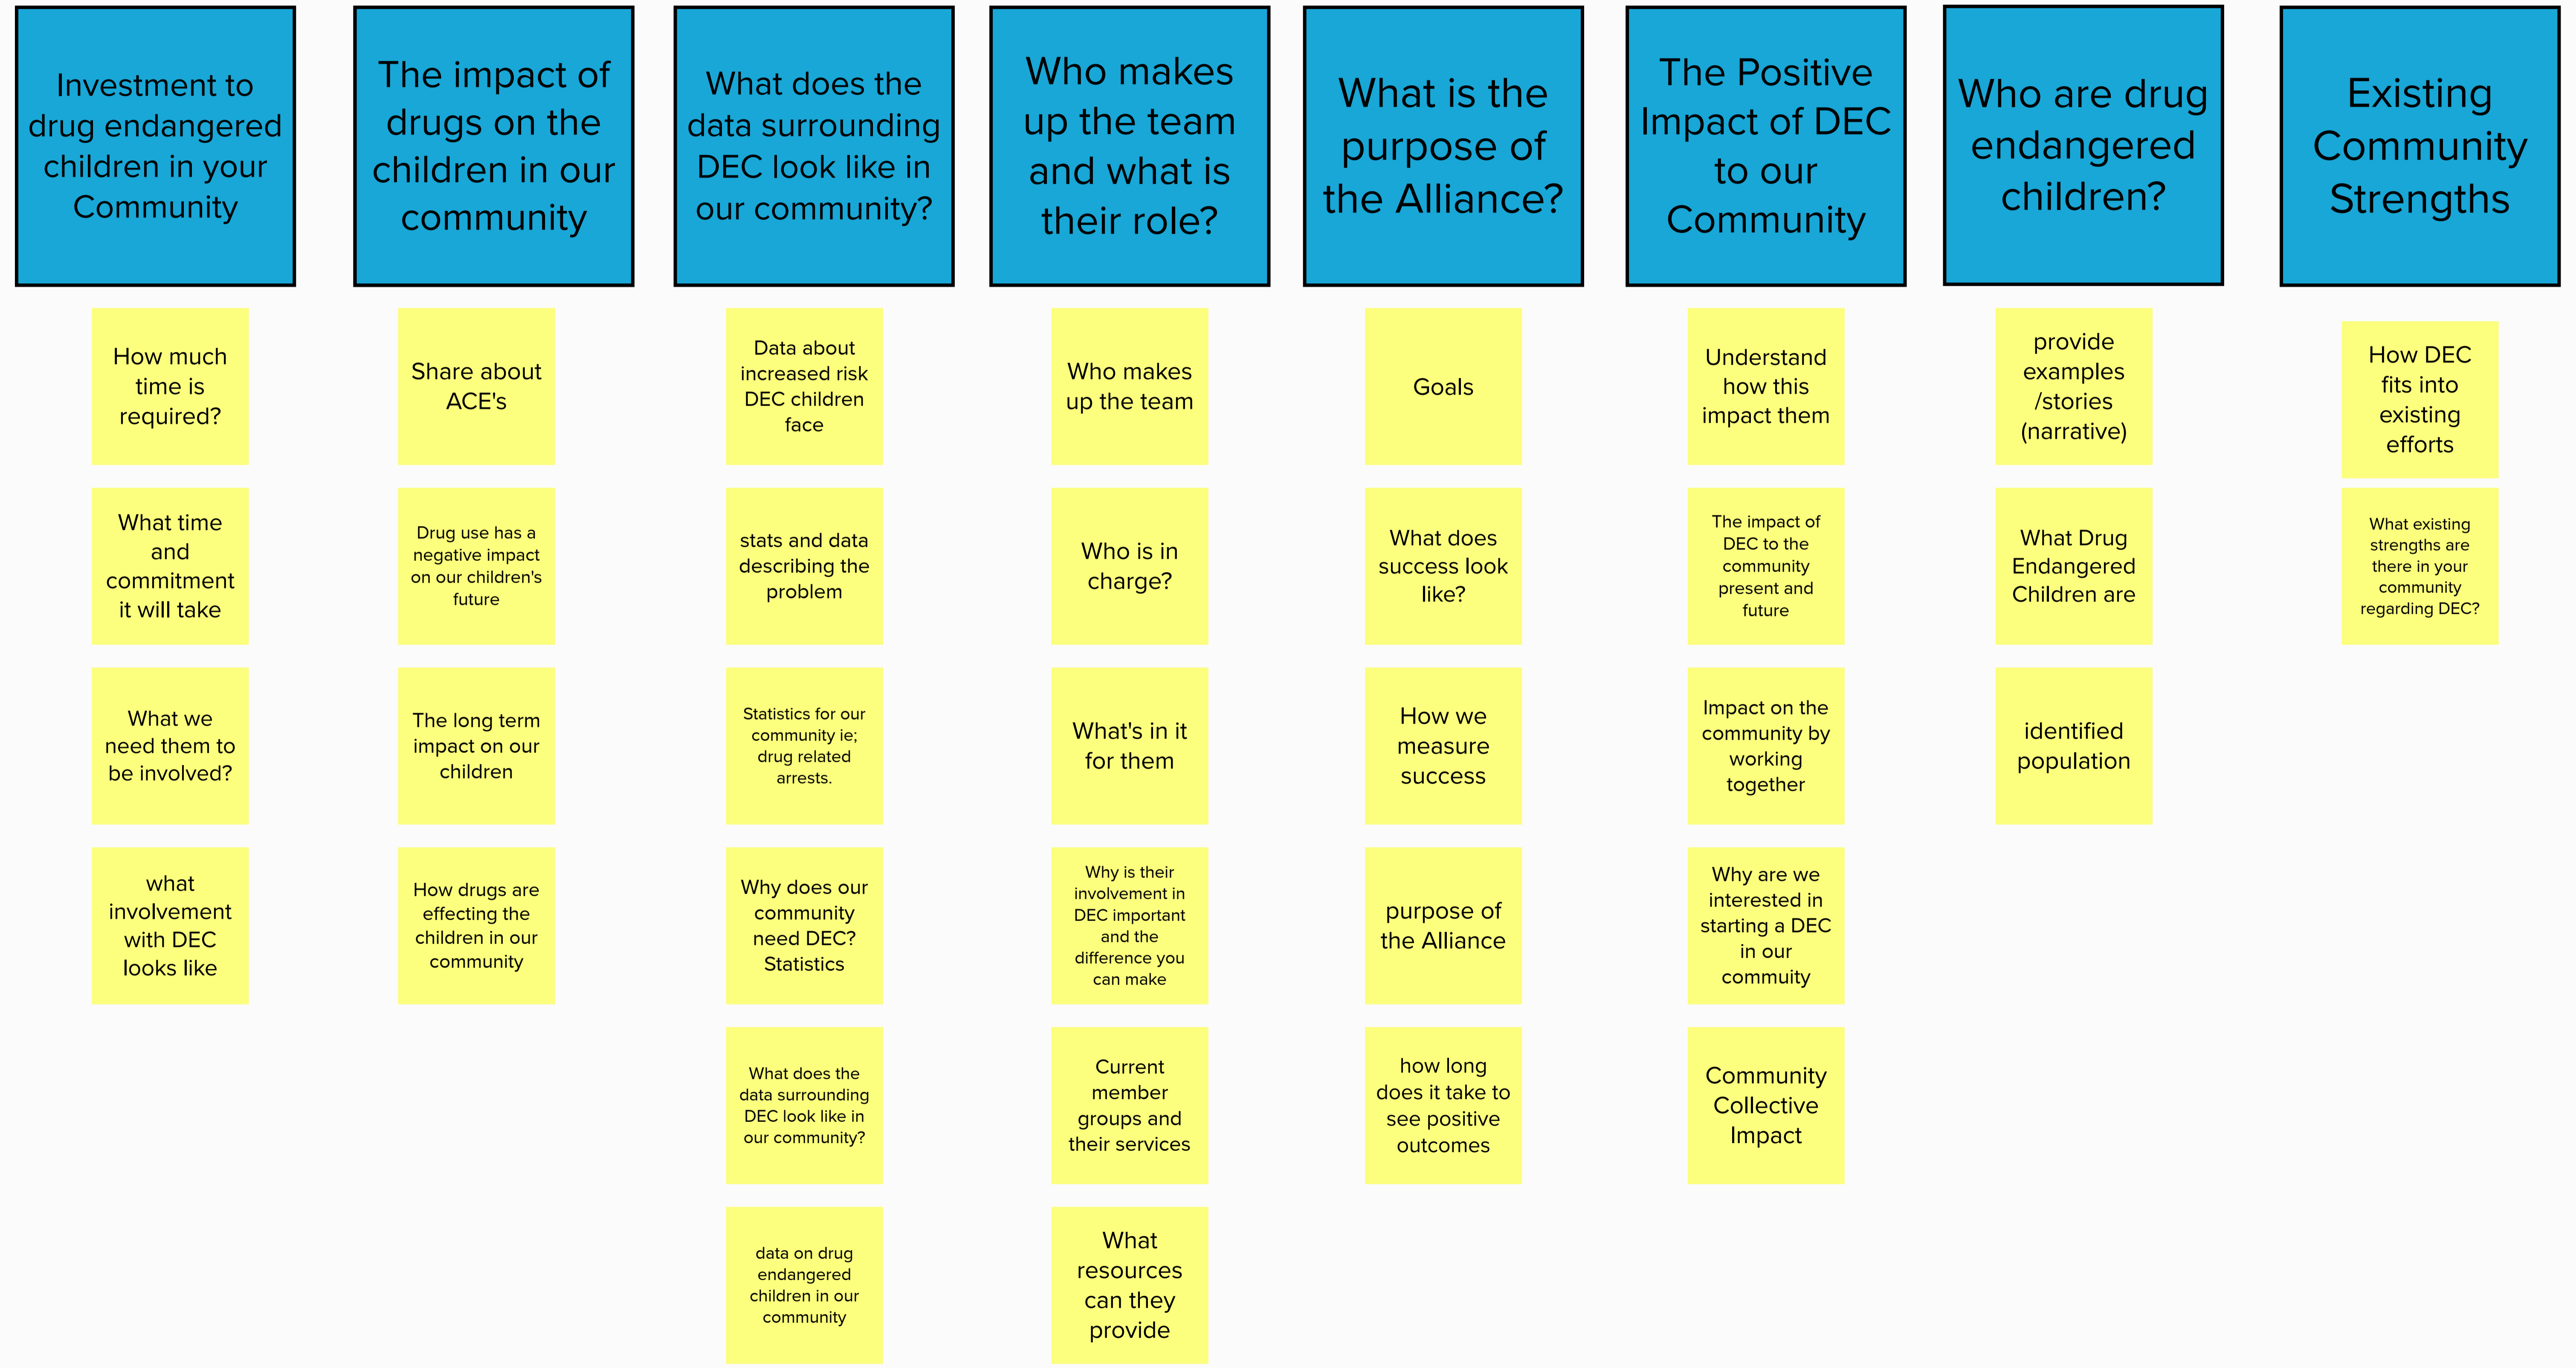 Investment to
drug endangered
children in your
Community
How much
time is
required?
What time
and
commitment
it will take
What we
need them to
be involved?
what
involvement
with DEC
looks like
The impact of
drugs on the
children in our
community
Share about
ACE's
Drug use has a
negative impact
on our children's
future
The long term
impact on our
children
How drugs are
effecting the
children in our
community
What does the
data surrounding
DEC look like in
our community?
Data about
increased risk
DEC children
face
stats and data
describing the
problem
Statistics for our
community ie;
drug related
arrests.
Why does our
community
need DEC?
Statistics
What does the
data surrounding
DEC look like in
our community?
data on drug
endangered
children in our
community
Who makes
up the team
and what is
their role?
Who makes
up the team
Who is in
charge?
What's in it
for them
Why is their
involvement in
DEC important
and the
difference you
can make
Current
member
groups and
their services
What
resources
can they
provide
What is the
purpose of
the Alliance?
Goals
What does
success look
like?
How we
measure
success
purpose of
the Alliance
how long
does it take to
see positive
outcomes
The Positive
Impact of DEC
to our
Community
Understand
how this
impact them
The impact of
DEC to the
community
present and
future
Impact on the
community by
working
together
Why are we
interested in
starting a DEC
in our
commuity
Community
Collective
Impact
Who are drug
endangered
children?
provide
examples
/stories
(narrative)
What Drug
Endangered
Children are
identified
population
Existing
Community
Strengths
How DEC
fits into
existing
efforts
What existing
strengths are
there in your
community
regarding DEC?